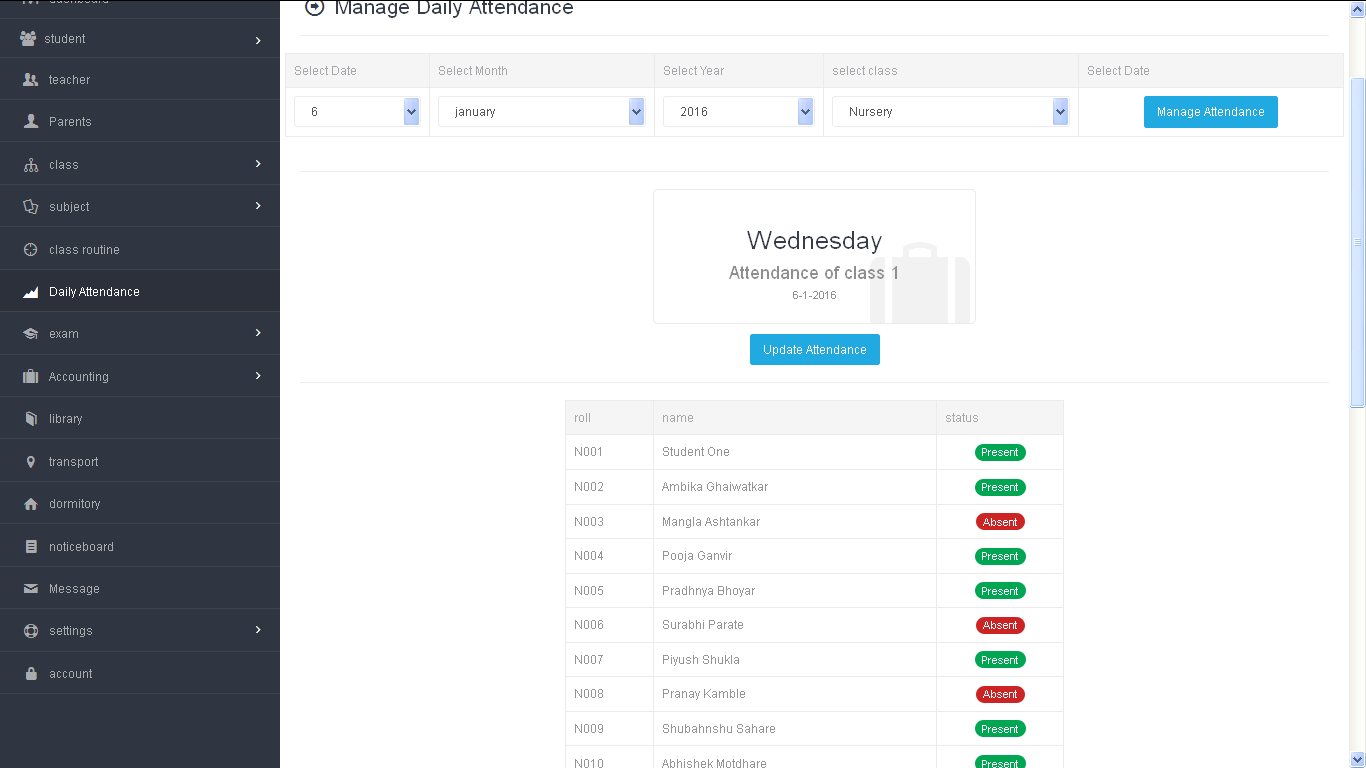 dashboard
student
teacher
Parents
class
subject
class routine
Daily Attendance
exam
Accounting
library
transport
dormitory
noticeboard
Message
settings
account
Manage Daily Attendance
Select Date Select Month Select Year select class Select Date
6 january 2016 Nursery Manage Attendance
Wednesday
Attendance of class 1
6-1-2016
Update Attendance
roll name status
N001 Student One Present
N002 Ambika Ghaiwatkar Present
N003 Mangla Ashtankar Absent
N004 Pooja Ganvir Present
N005 Pradhnya Bhoyar Present
N006 Surabhi Parate Absent
N007 Piyush Shukla Present
N008 Pranay Kamble Absent
N009 Shubahnshu Sahare Present
N010 Abhishek Motdhare Present